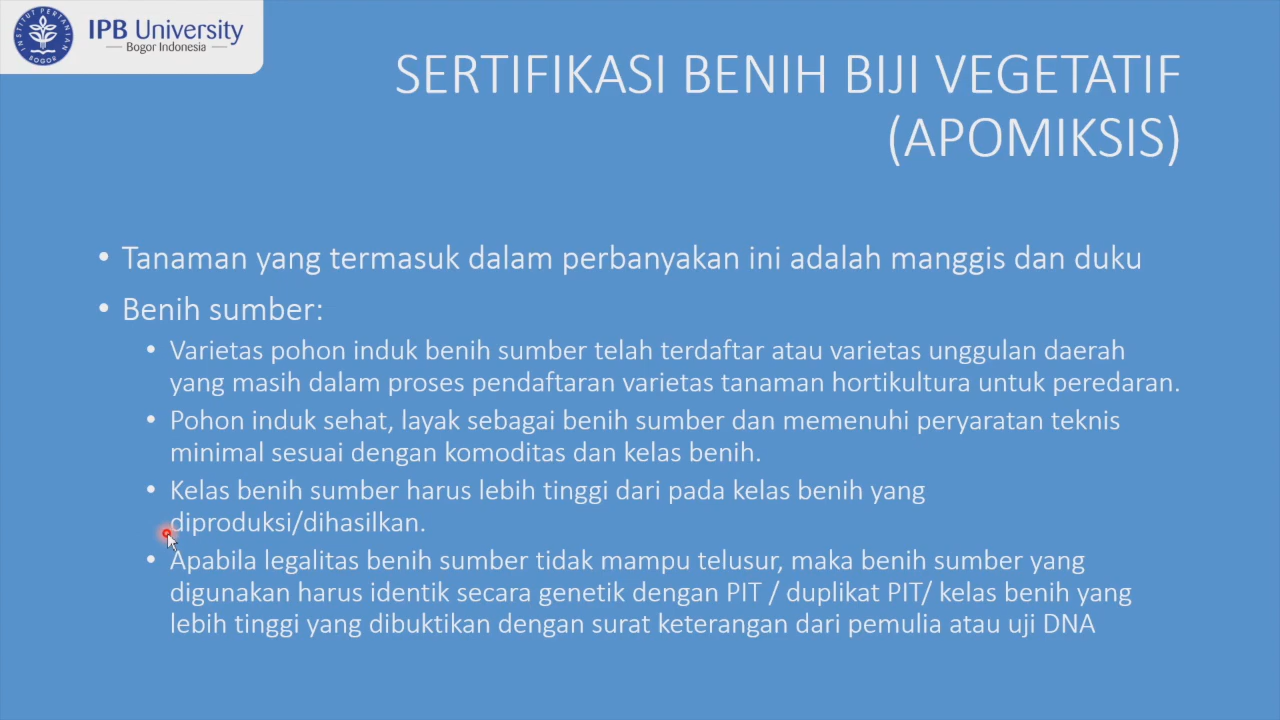 INSTITUT PERTANIAN
BOGOR
IPB University
Bogor Indonesia
SERTIFIKASI BENIH BIJI VEGETATIF
(APOMIKSIS)
• Tanaman yang termasuk dalam perbanyakan ini adalah manggis dan duku
• Benih sumber:
• Varietas pohon induk benih sumber telah terdaftar atau varietas unggulan daerah
yang masih dalam proses pendaftaran varietas tanaman hortikultura untuk peredaran.
• Pohon induk sehat, layak sebagai benih sumber dan memenuhi peryaratan teknis
minimal sesuai dengan komoditas dan kelas benih.
• Kelas benih sumber harus lebih tinggi dari pada kelas benih yang
diproduksi/dihasilkan.
• Apabila legalitas benih sumber tidak mampu telusur, maka benih sumber yang
digunakan harus identik secara genetik dengan PIT / duplikat PIT/ kelas benih yang
lebih tinggi yang dibuktikan dengan surat keterangan dari pemulia atau uji DNA